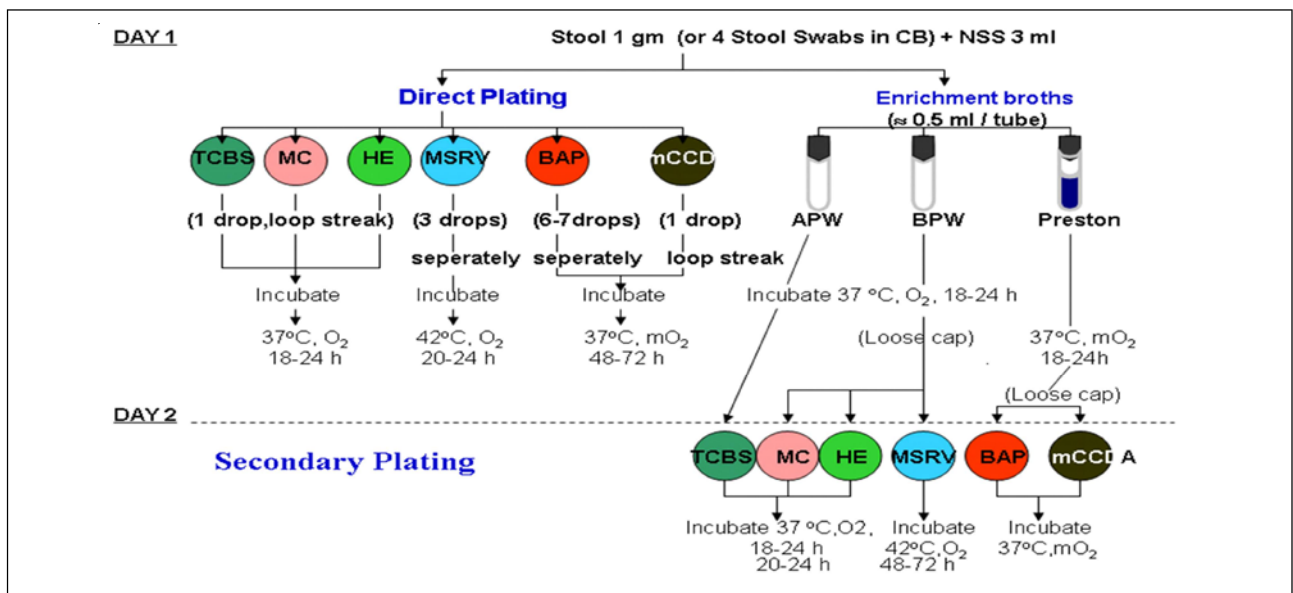 DAY 1
Stool 1 gm (or 4 Stool Swabs in CB) + NSS 3 ml
Direct Plating
Enrichment broths
(≈ 0.5 ml / tube)
TCBS MC HE MSRV BAP mCCD
(1 drop,loop streak) (3 drops) (6-7drops) (1 drop) APW BPW Preston
seperately seperately loop streak
Incubate Incubate Incubate Incubate 37 °C, O₂, 18-24 h
37°C, O₂ 42°C, O₂ 37°C, mO₂ (Loose cap) 37°C, mO₂
18-24 h 20-24 h 48-72 h 18-24h
(Loose cap)
DAY 2
Secondary Plating
TCBS MC HE MSRV BAP mCCD A
Incubate 37 °C,O2, Incubate Incubate
18-24 h 42°C,O₂ 37°C,mO₂
20-24 h 48-72 h